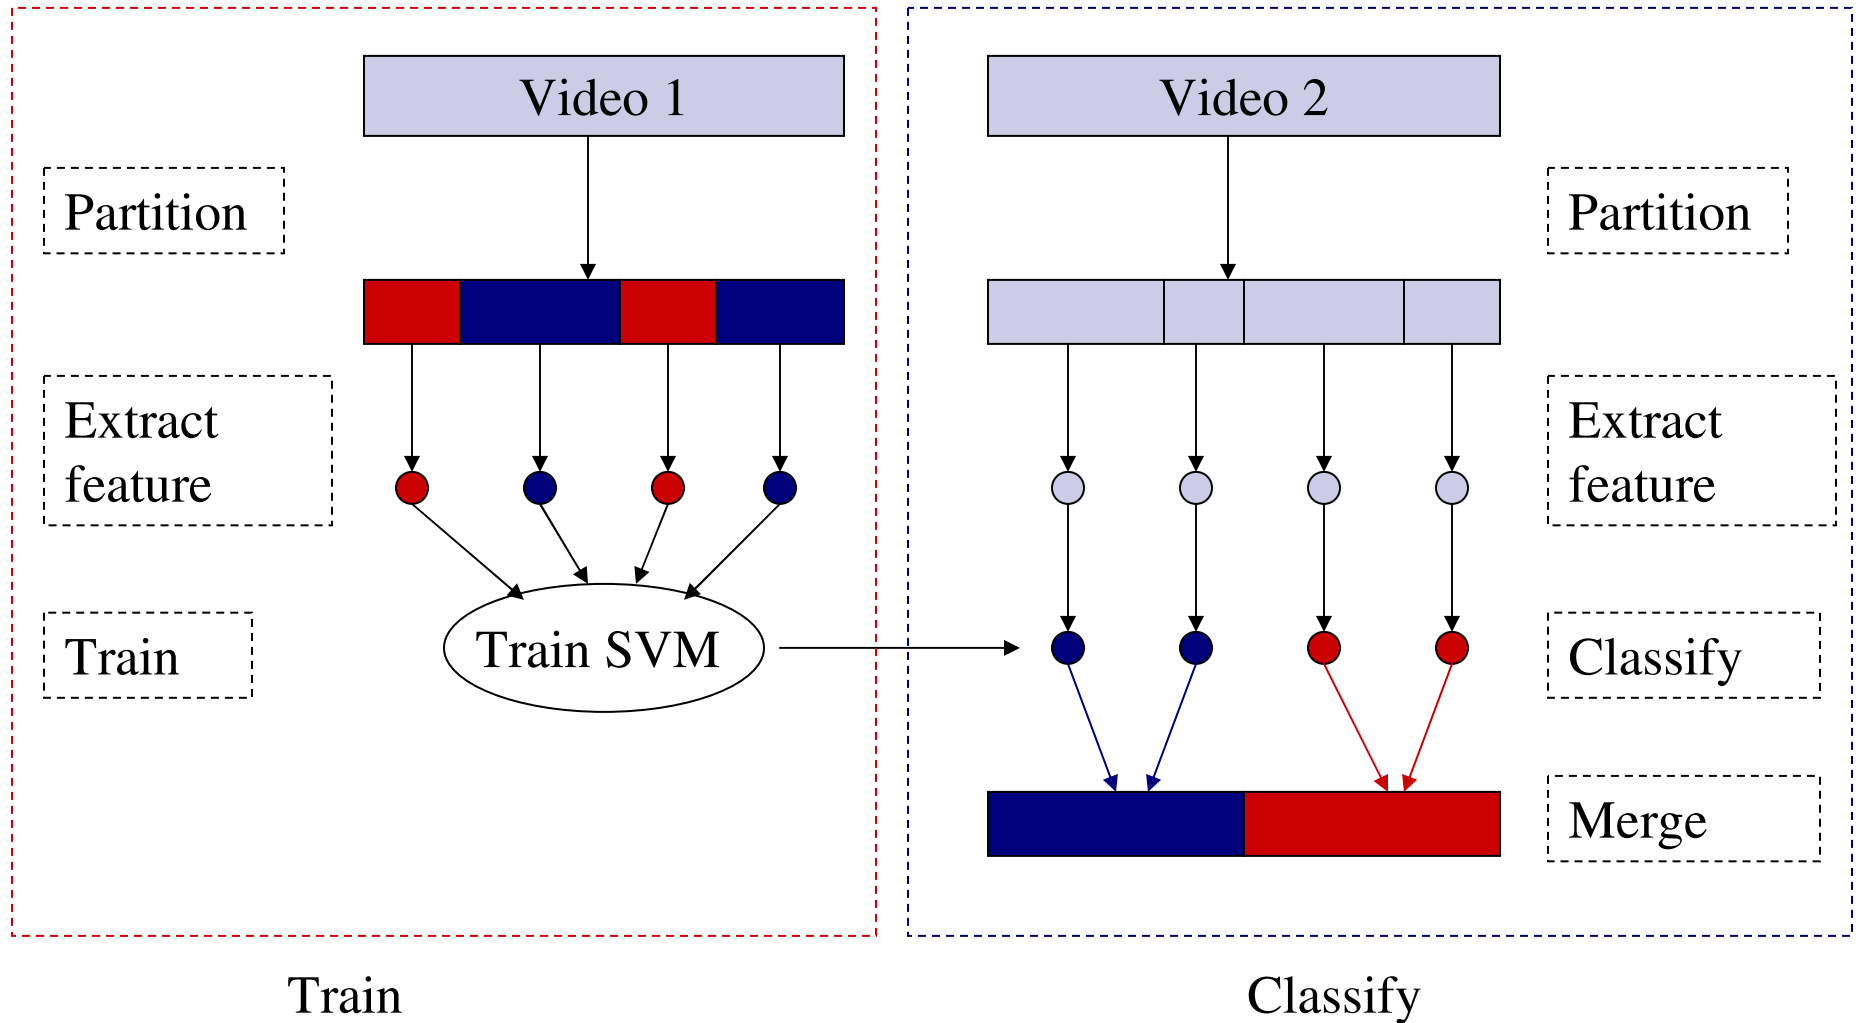 Video 1
Partition
Extract
feature
Train
Train SVM
Video 2
Partition
Extract
feature
Classify
Merge
Train
Classify